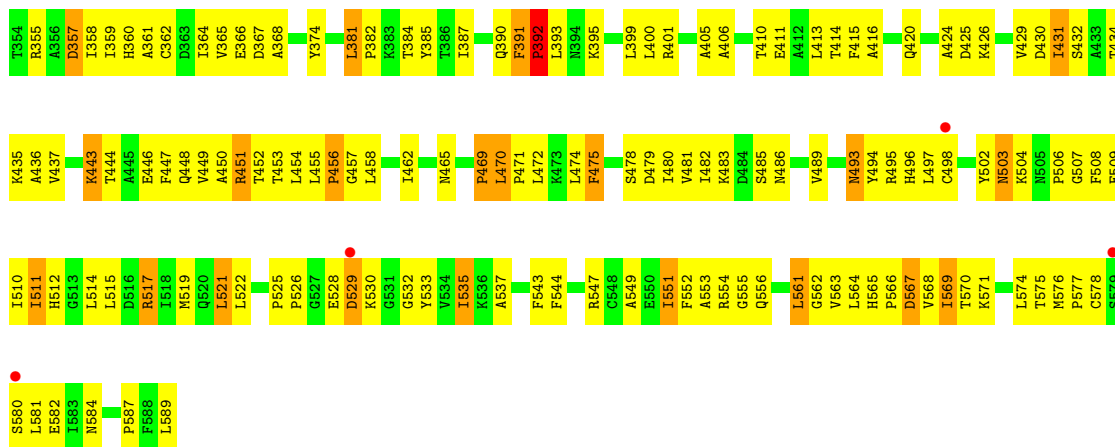 T354 R355 A356 D357 I358 I359 H360 A361 C362 D363 I364 V365 E366 D367 A368 Y374 L381 P382 K383 T384 Y385 T386 I387 Q390 F391 P392 L393 N394 K395 L399 L400 R401 A405 A406 T410 E411 A412 L413 T414 F415 A416 Q420 A424 D425 K426 V429 D430 I431 S432 A433 T434
K435 A436 V437 K443 T444 A445 E446 F447 Q448 V449 A450 R451 T452 T453 L454 L455 P456 G457 L458 I462 N465 P469 L470 P471 L472 K473 L474 F475 S478 D479 I480 V481 I482 K483 D484 S485 N486 V489 N493 Y494 R495 H496 L497 C498 Y502 N503 K504 N505 P506 G507 F508 E509
I510 I511 H512 G513 L514 L515 D516 R517 I518 M519 Q520 L521 L522 P525 P526 G527 E528 D529 K530 G531 G532 Y533 V534 I535 K536 A537 F543 F544 R547 C548 A549 E550 I551 F552 A553 R554 G555 Q556 L561 G562 V563 L564 H565 P566 D567 V568 I569 T570 K571 L574 T575 M576 P577 C578 S579
S580 L581 E582 I583 N584 P587 F588 L589